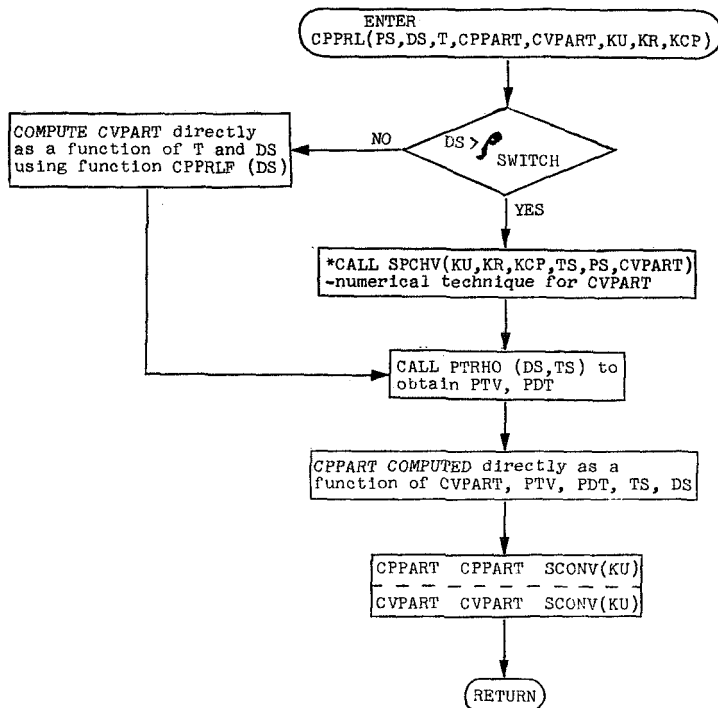 ENTER
CPPRL(PS,DS,T,CPPART,CVPART,KU,KR,KCP)
DS > ρ
SWITCH
NO
YES
COMPUTE CVPART directly
as a function of T and DS
using function CPPRLF (DS)
*CALL SPCHV(KU,KR,KCP,TS,PS,CVPART)
-numerical technique for CVPART
CALL PTRHO (DS,TS) to
obtain PTV, PDT
CPPART COMPUTED directly as a
function of CVPART, PTV, PDT, TS, DS
CPPART CPPART SCONV(KU)
CVPART CVPART SCONV(KU)
RETURN